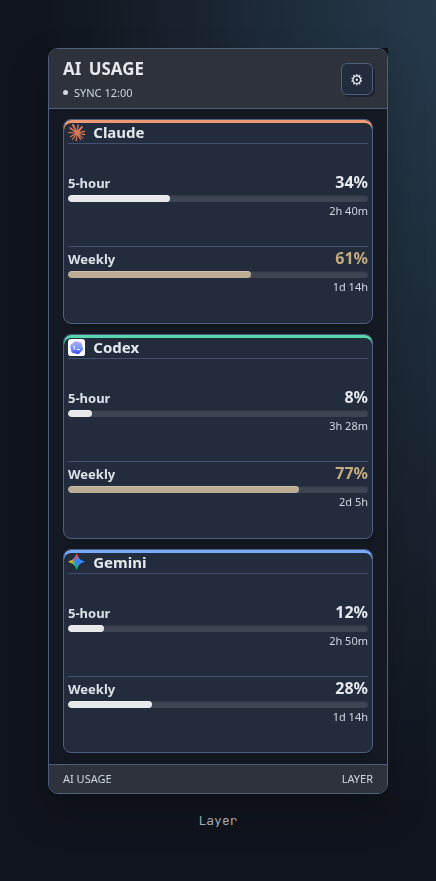 AI USAGE
SYNC 12:00
Claude
5-hour 34%
2h 40m
Weekly 61%
1d 14h
Codex
5-hour 8%
3h 28m
Weekly 77%
2d 5h
Gemini
5-hour 12%
2h 50m
Weekly 28%
1d 14h
AI USAGE LAYER
Layer